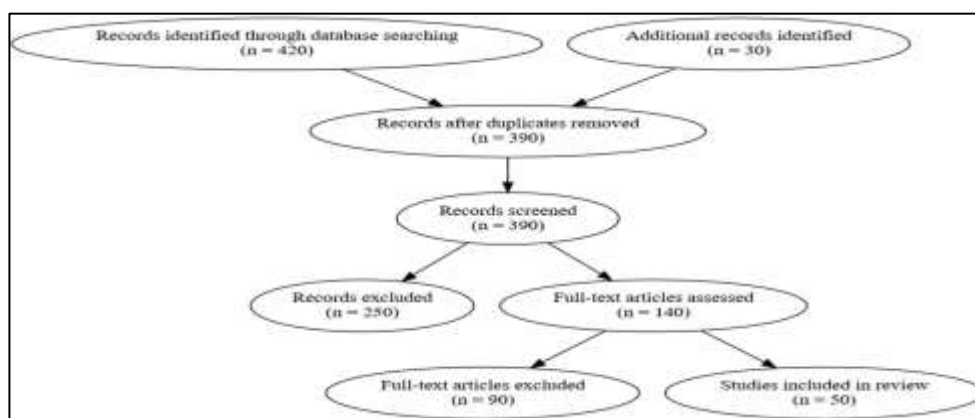 Records identified through database searching
(n = 420)
Additional records identified
(n = 30)
Records after duplicates removed
(n = 390)
Records screened
(n = 390)
Records excluded
(n = 250)
Full-text articles assessed
(n = 140)
Full-text articles excluded
(n = 90)
Studies included in review
(n = 50)